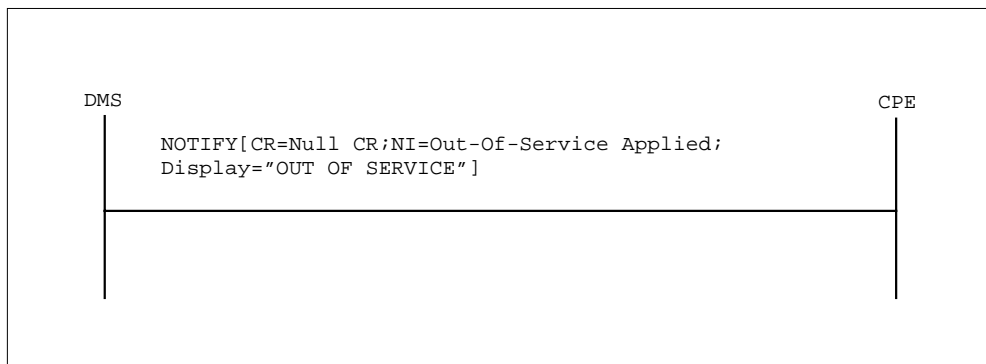 DMS
CPE
NOTIFY[CR=Null CR;NI=Out-Of-Service Applied;
Display=″OUT OF SERVICE″]